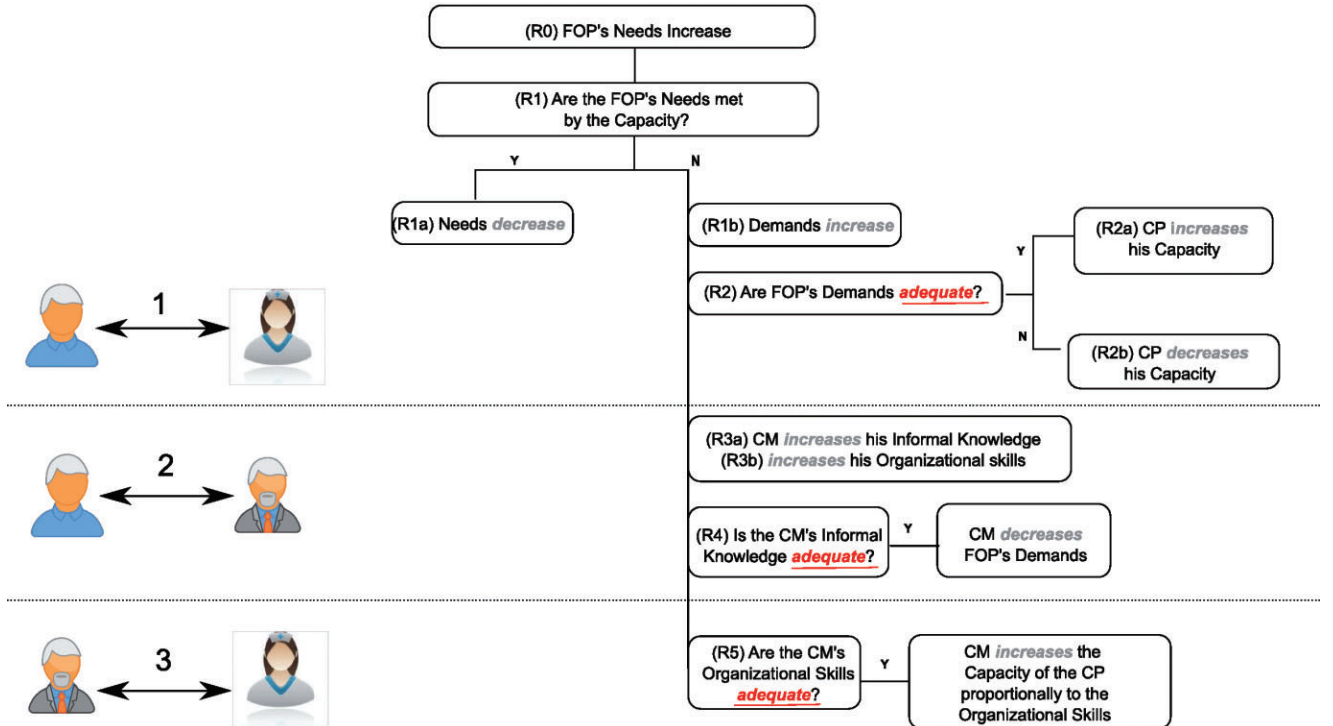 (R0) FOP's Needs Increase
(R1) Are the FOP's Needs met
by the Capacity?
Y
N
(R1a) Needs decrease
(R1b) Demands increase
(R2a) CP increases
his Capacity
Y
(R2) Are FOP's Demands adequate?
N
(R2b) CP decreases
his Capacity
1
(R3a) CM increases his Informal Knowledge
(R3b) increases his Organizational skills
2
(R4) Is the CM's Informal
Knowledge adequate?
Y
CM decreases
FOP's Demands
3
(R5) Are the CM's
Organizational Skills
adequate?
Y
CM increases the
Capacity of the CP
proportionally to the
Organizational Skills